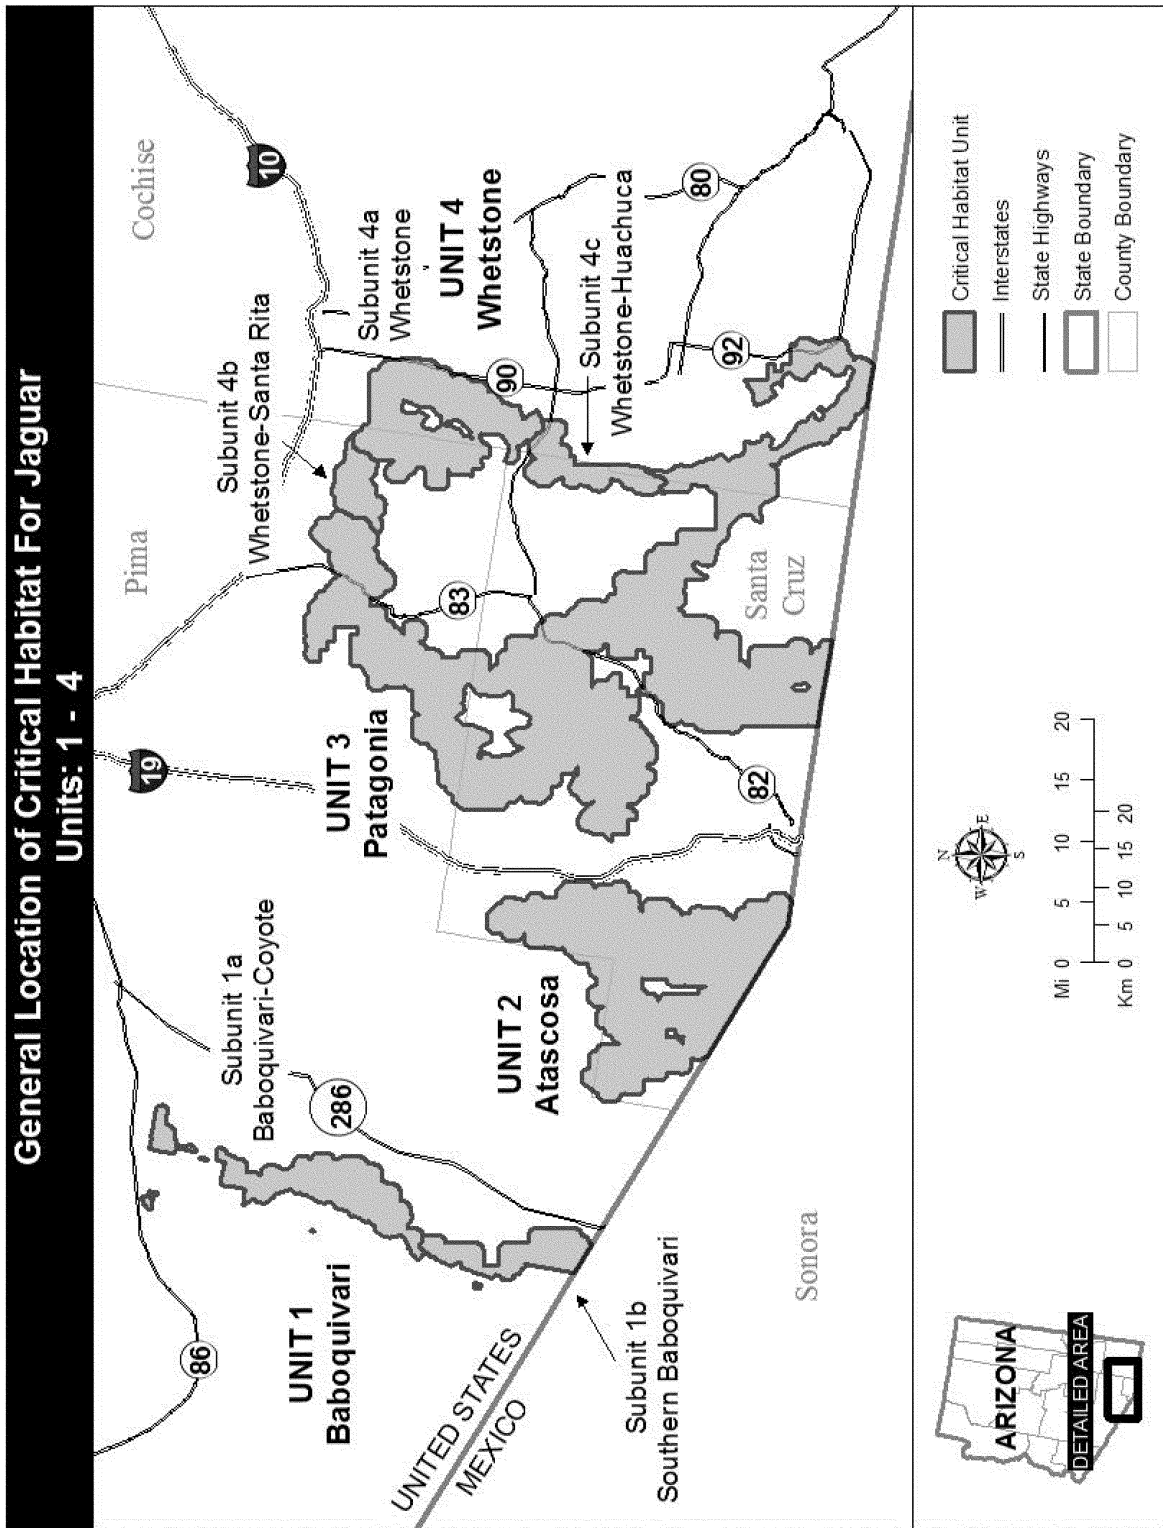 General Location of Critical Habitat For Jaguar
Units: 1 - 4
Cochise
Pima
10
19
86
Subunit 4b
Whetstone-Santa Rita
Subunit 4a
Whetstone
UNIT 4
Whetstone
90
Subunit 4c
Whetstone-Huachuca
80
92
83
Santa
Cruz
82
UNIT 3
Patagonia
Subunit 1a
Baboquivari-Coyote
286
UNIT 2
Atascosa
UNIT 1
Baboquivari
Subunit 1b
Southern Baboquivari
UNITED STATES
MEXICO
Sonora
ARIZONA
DETAILED AREA
N
W
E
S
Mi 0 5 10 15 20
Km 0 5 10 15 20
Critical Habitat Unit
Interstates
State Highways
State Boundary
County Boundary